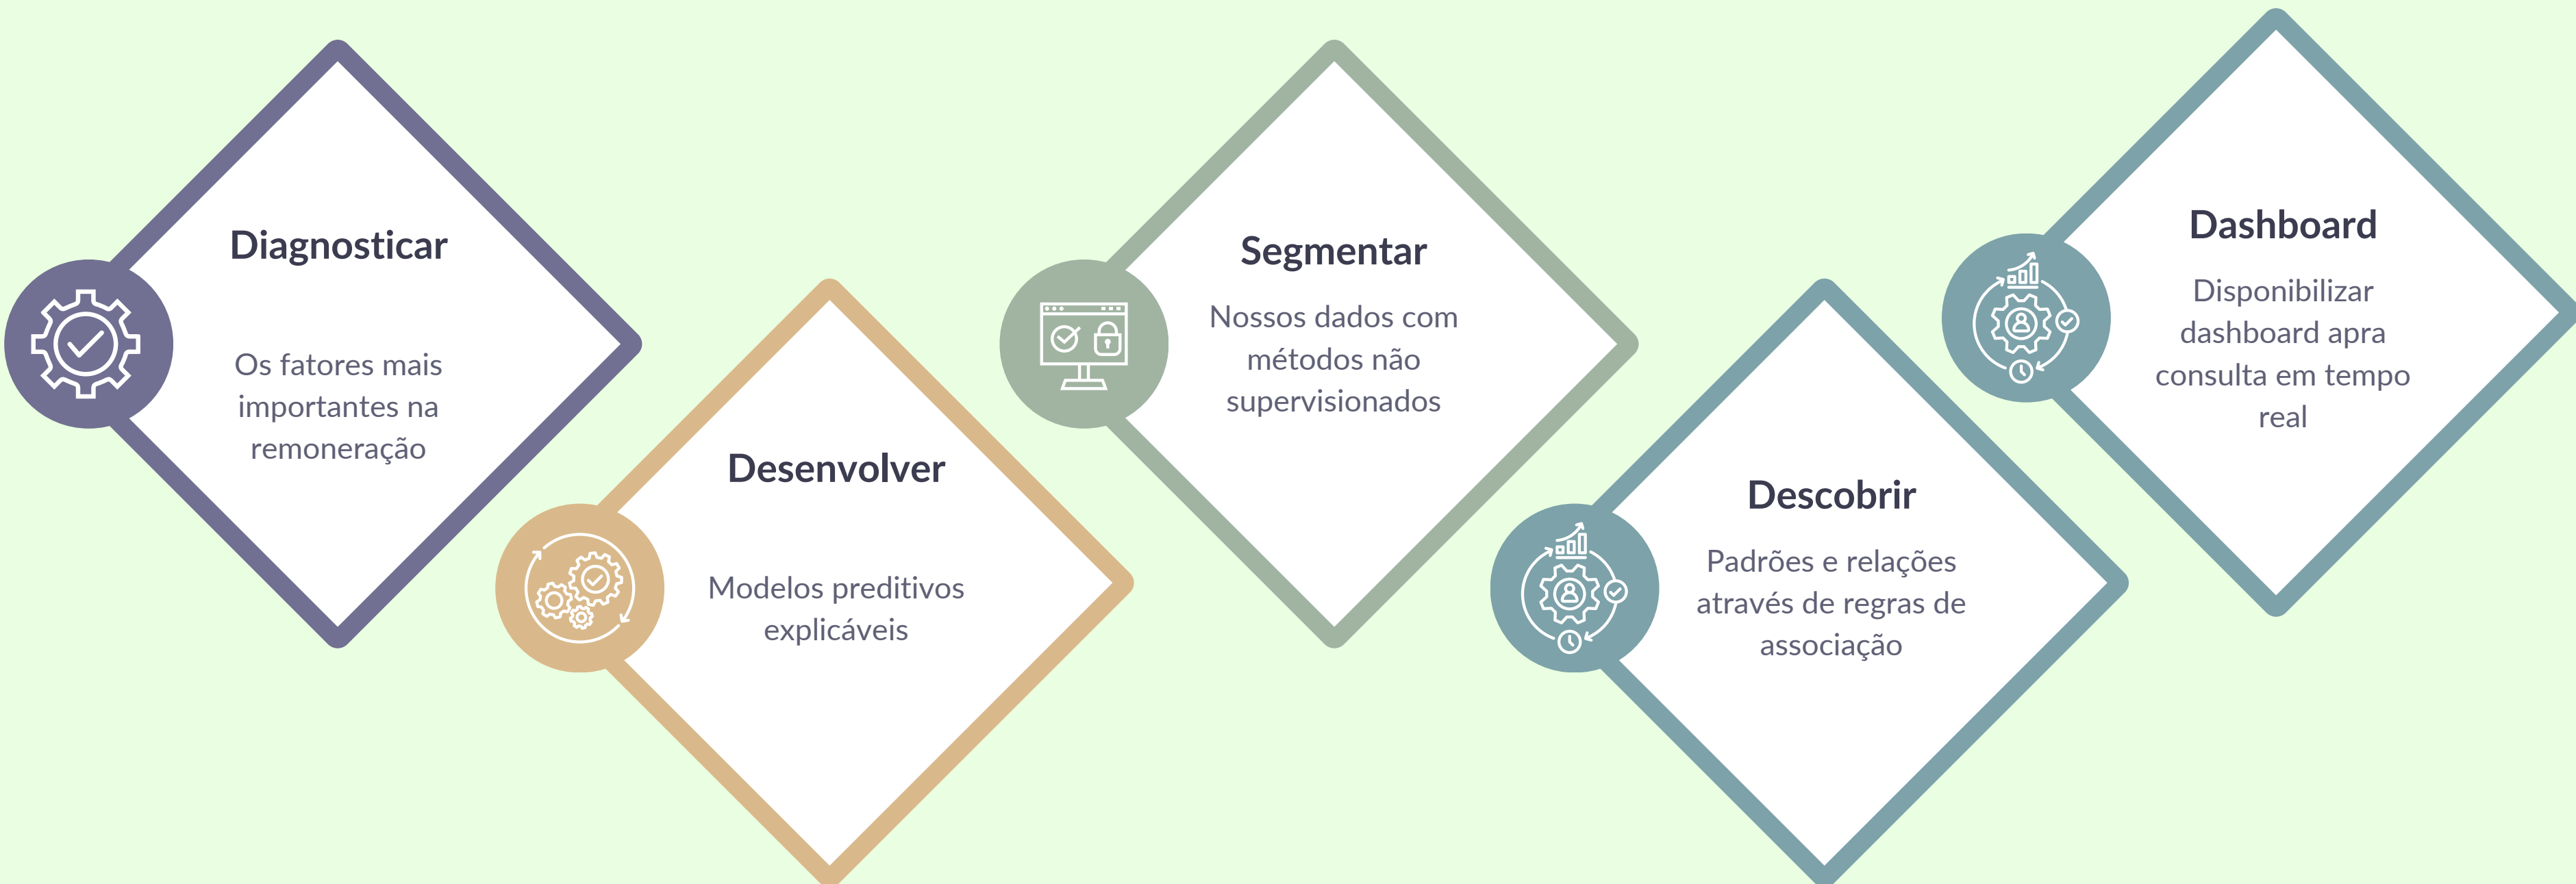 Diagnosticar
Os fatores mais
importantes na
remoneração
Desenvolver
Modelos preditivos
explicáveis
Segmentar
Nossos dados com
métodos não
supervisionados
Descobrir
Padrões e relações
através de regras de
associação
Dashboard
Disponibilizar
dashboard apra
consulta em tempo
real